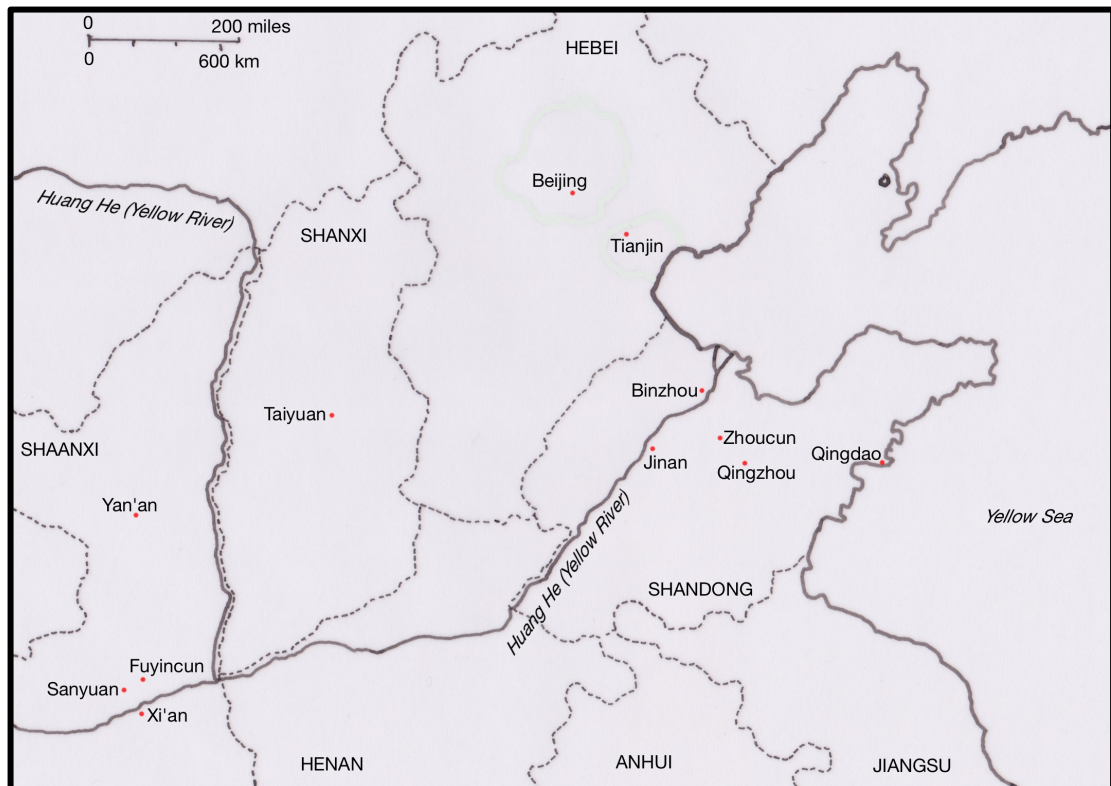 0 200 miles
0 600 km
HEBEI
Beijing
Huang He (Yellow River)
SHANXI
Tianjin
Binzhou
Taiyuan
Zhoucun
SHAANXI
Jinan
Qingzhou
Qingdao
Yan'an
Yellow Sea
Huang He (Yellow River)
SHANDONG
Fuyincun
Sanyuan
Xi'an
HENAN
ANHUI
JIANGSU